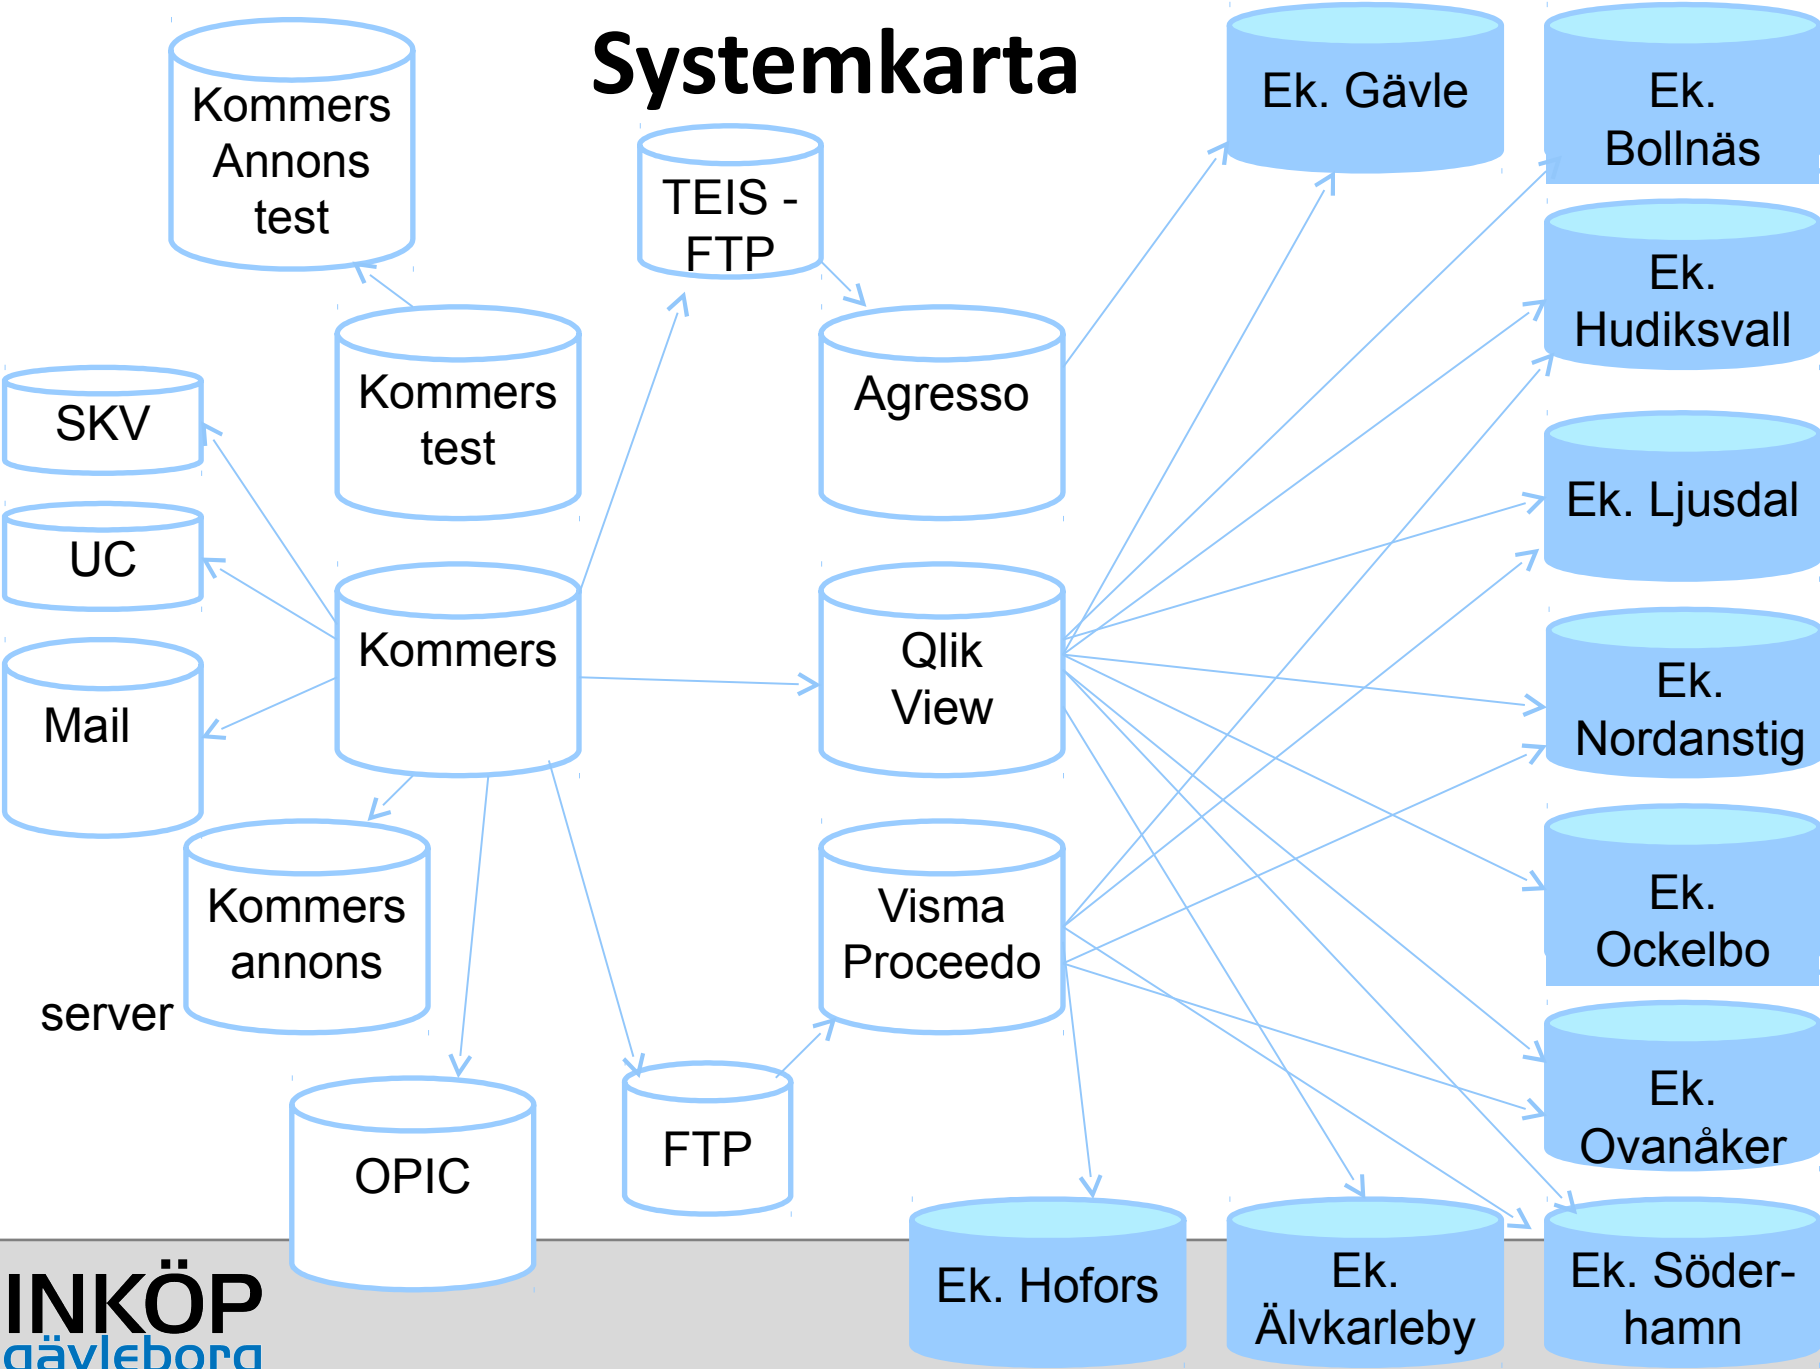 Systemkarta
Kommers
Annons
test
TEIS -
FTP
Ek. Gävle
Ek.
Bollnäs
Ek.
Hudiksvall
Kommers
test
Agresso
SKV
UC
Mail
Ek. Ljusdal
Kommers
Qlik
View
Ek.
Nordanstig
Kommers
annons
server
Visma
Proceedo
Ek.
Ockelbo
Ek.
Ovanåker
OPIC
FTP
Ek. Hofors
Ek.
Älvkarleby
Ek. Söder-
hamn
INKÖP
gävleborg